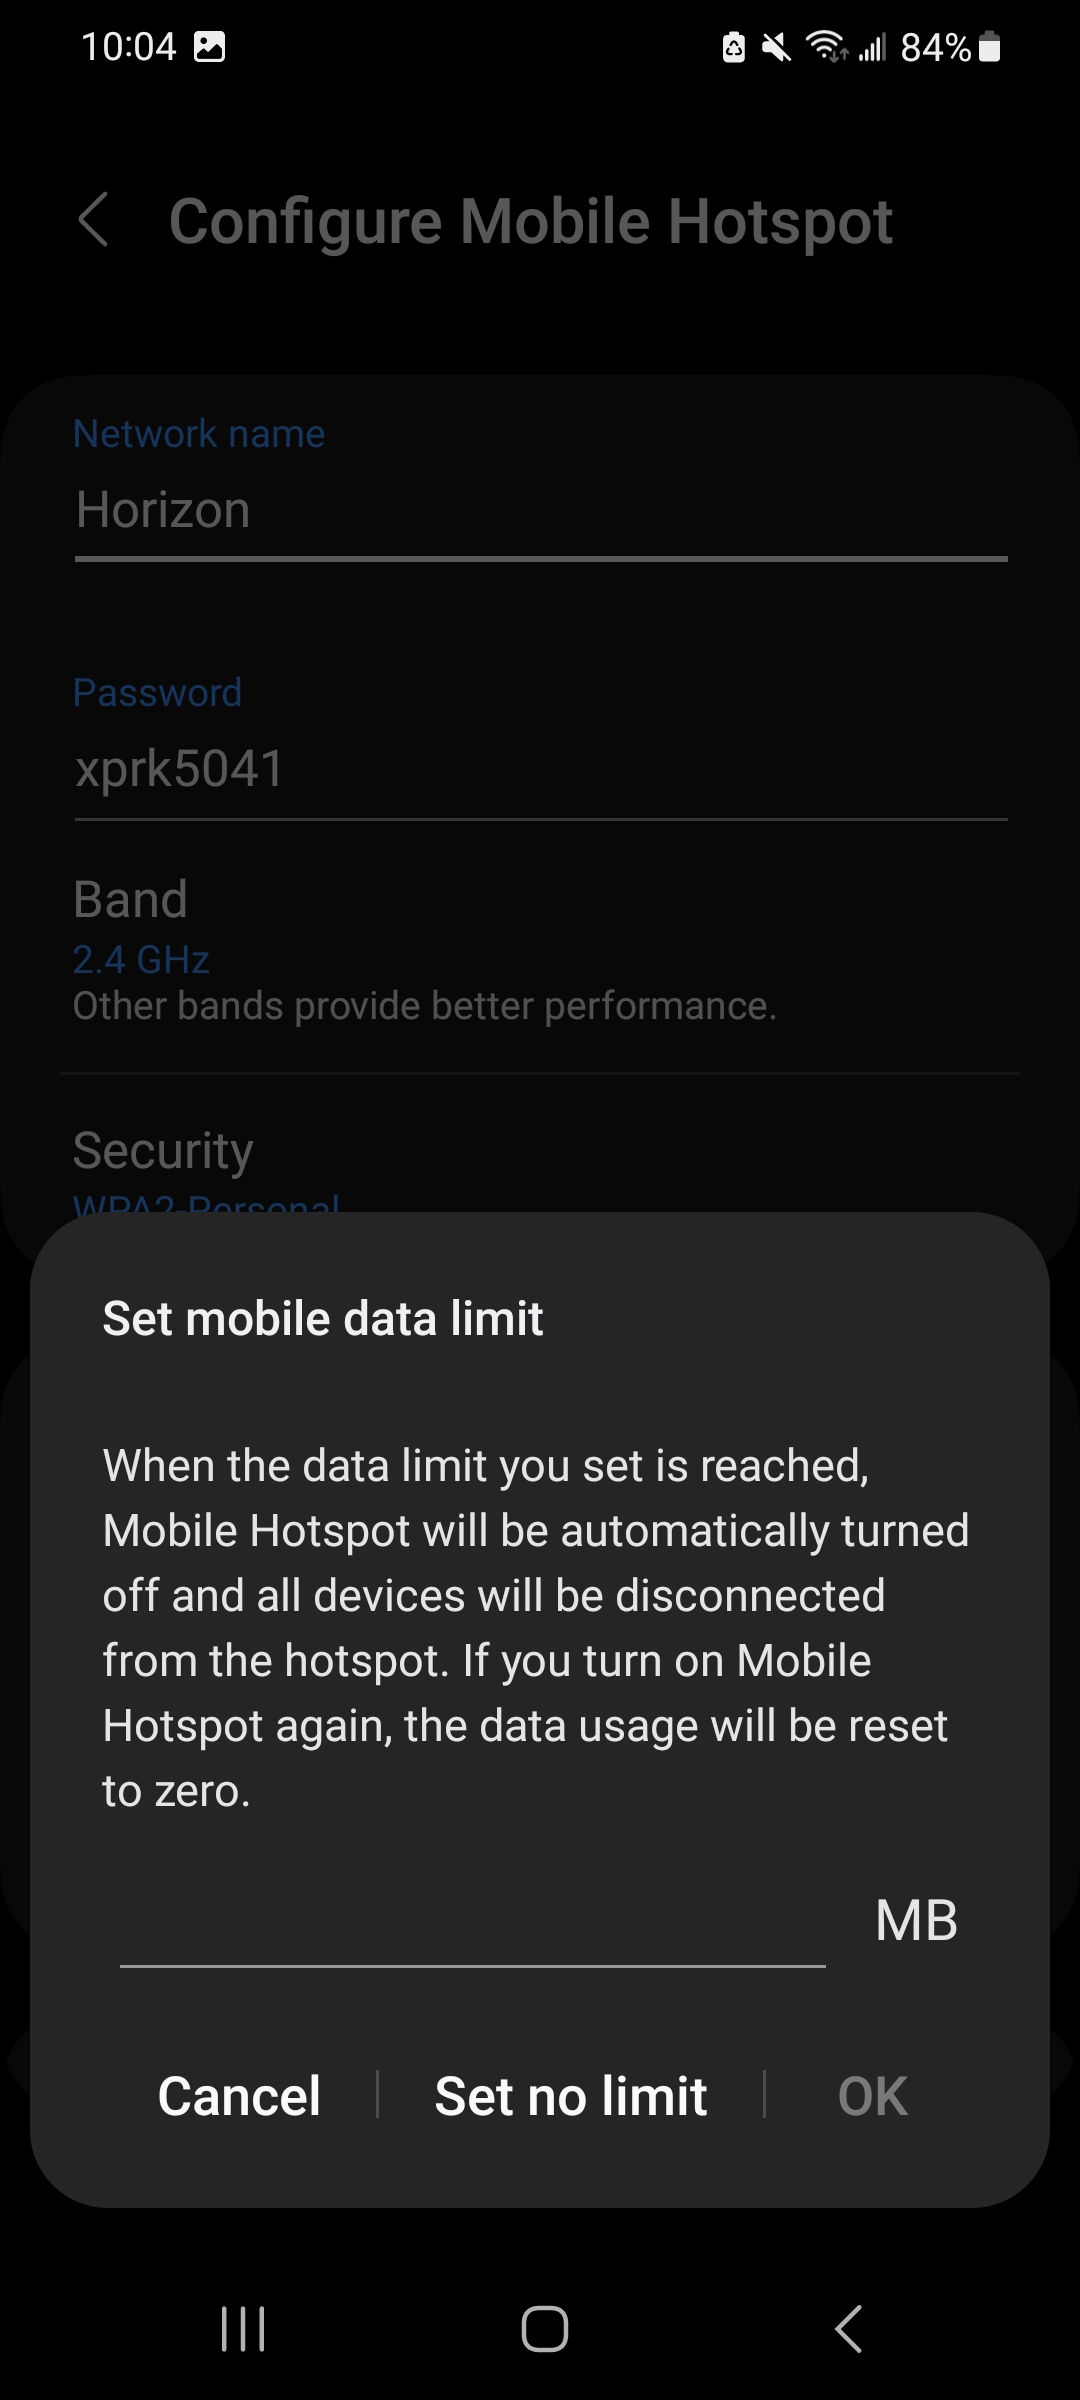 10:04
84%
Configure Mobile Hotspot
Network name
Horizon
Password
xprk5041
Band
2.4 GHz
Other bands provide better performance.
Security
WPA2-Personal
Set mobile data limit
When the data limit you set is reached,
Mobile Hotspot will be automatically turned
off and all devices will be disconnected
from the hotspot. If you turn on Mobile
Hotspot again, the data usage will be reset
to zero.
MB
Cancel
Set no limit
OK